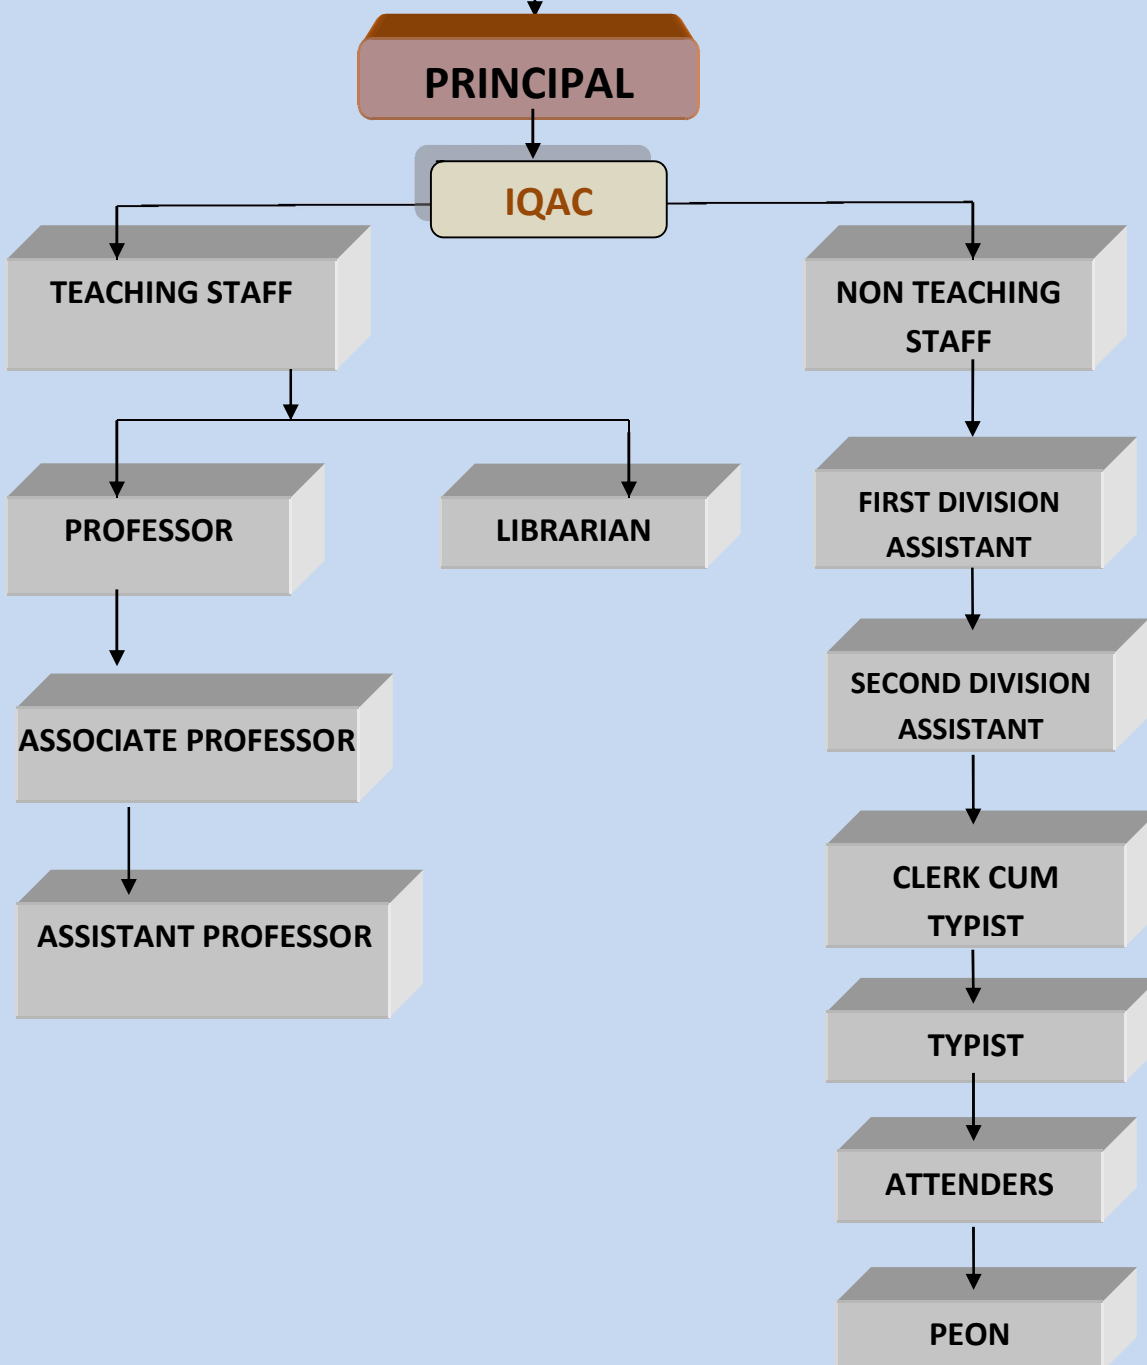 PRINCIPAL
IQAC
TEACHING STAFF
NON TEACHING
STAFF
PROFESSOR
LIBRARIAN
FIRST DIVISION
ASSISTANT
ASSOCIATE PROFESSOR
SECOND DIVISION
ASSISTANT
ASSISTANT PROFESSOR
CLERK CUM
TYPIST
TYPIST
ATTENDERS
PEON